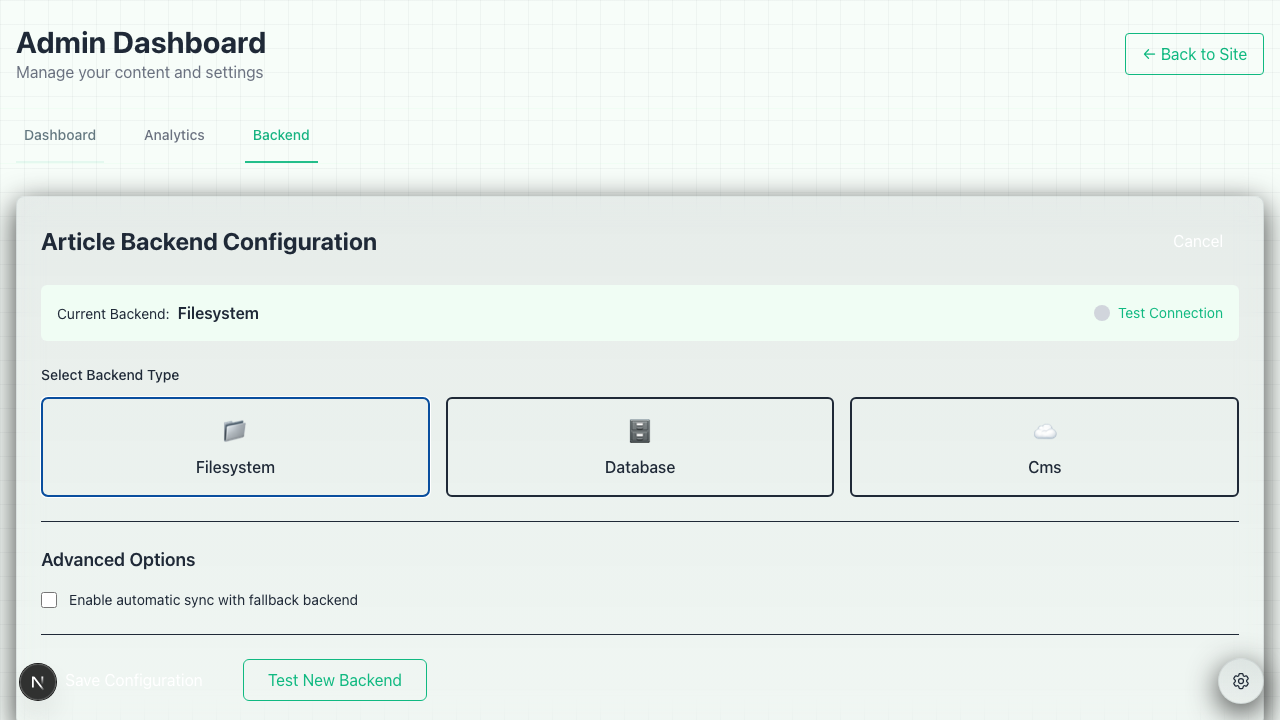 Admin Dashboard
Manage your content and settings
← Back to Site
Dashboard
Analytics
Backend
Article Backend Configuration
Cancel
Current Backend: Filesystem
Test Connection
Select Backend Type
Filesystem
Database
Cms
Advanced Options
Enable automatic sync with fallback backend
N
Save Configuration
Test New Backend